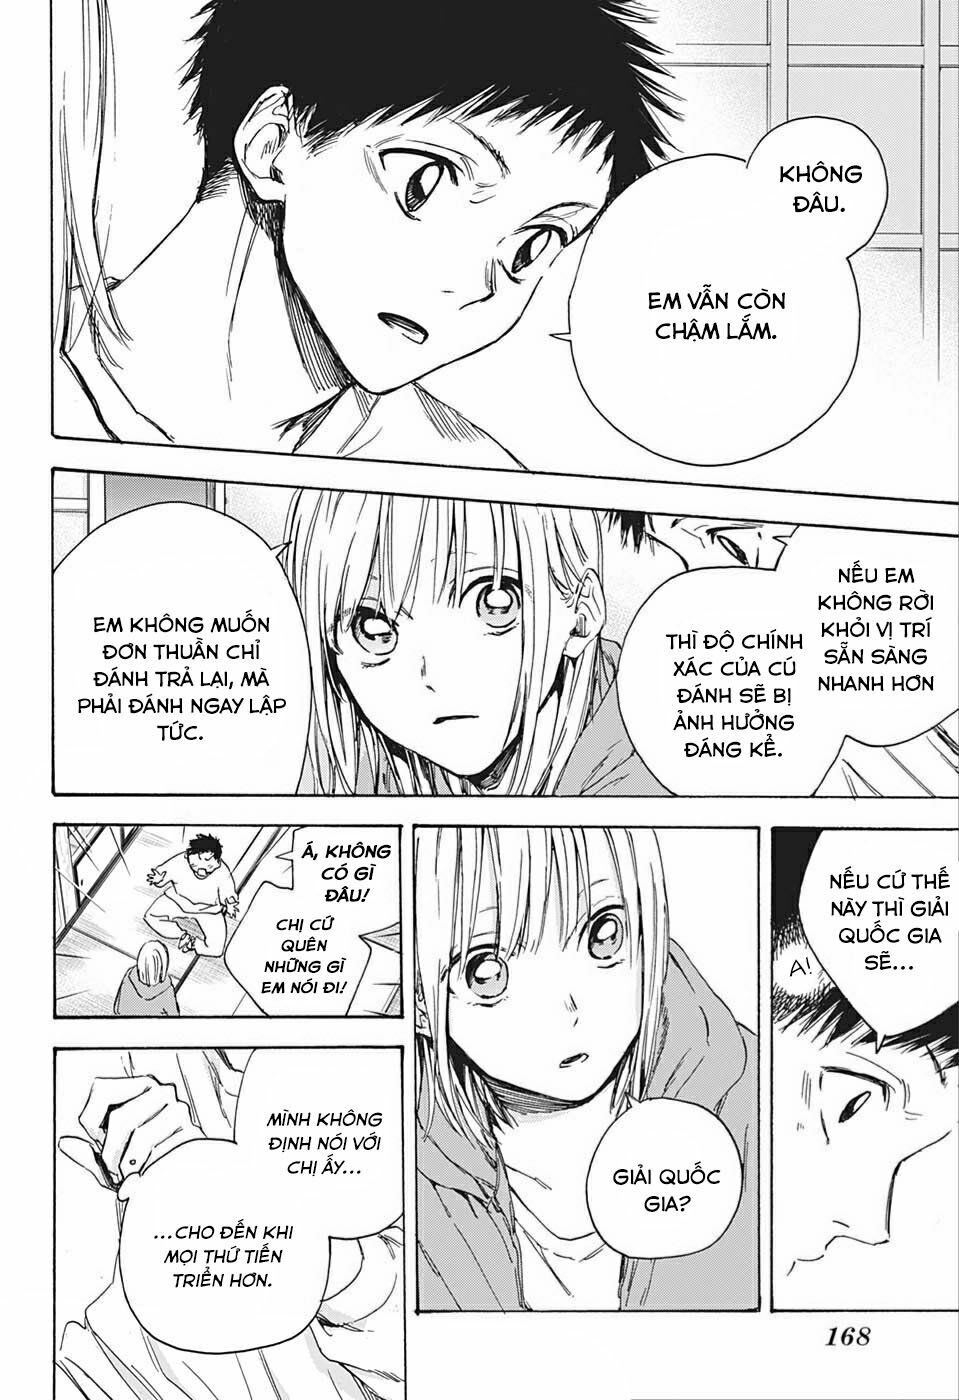 KHÔNG
ĐÂU.
EM VẪN CÒN
CHẬM LẮM.
NẾU EM
KHÔNG RỜI
KHỎI VỊ TRÍ
SẴN SÀNG
NHANH HƠN
THÌ ĐỘ CHÍNH
XÁC CỦA CÚ
ĐÁNH SẼ BỊ
ẢNH HƯỞNG
ĐÁNG KỂ.
EM KHÔNG MUỐN
ĐƠN THUẦN CHỈ
ĐÁNH TRẢ LẠI, MÀ
PHẢI ĐÁNH NGAY LẬP
TỨC.
NẾU CỨ THẾ
NÀY THÌ GIẢI
QUỐC GIA
SẼ...
A!
GIẢI QUỐC
GIA?
Á, KHÔNG
CÓ GÌ
ĐÂU!
CHỊ CỨ
QUÊN
NHỮNG GÌ
EM NÓI ĐI!
MÌNH KHÔNG
ĐỊNH NÓI VỚI
CHỊ ẤY...
...CHO ĐẾN KHI
MỌI THỨ TIẾN
TRIỂN HƠN.
168